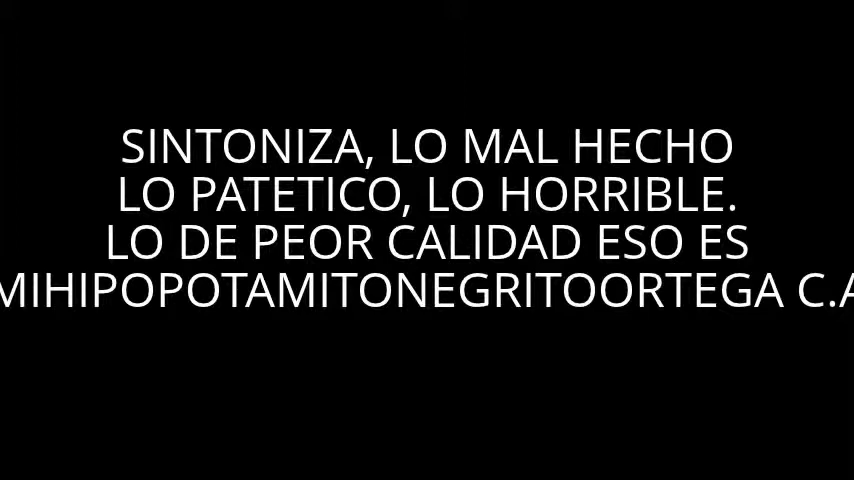 SINTONIZA, LO MAL HECHO
LO PATETICO, LO HORRIBLE.
LO DE PEOR CALIDAD ESO ES
MIHIPOPOTAMITONEGRITOORTEGA C.A